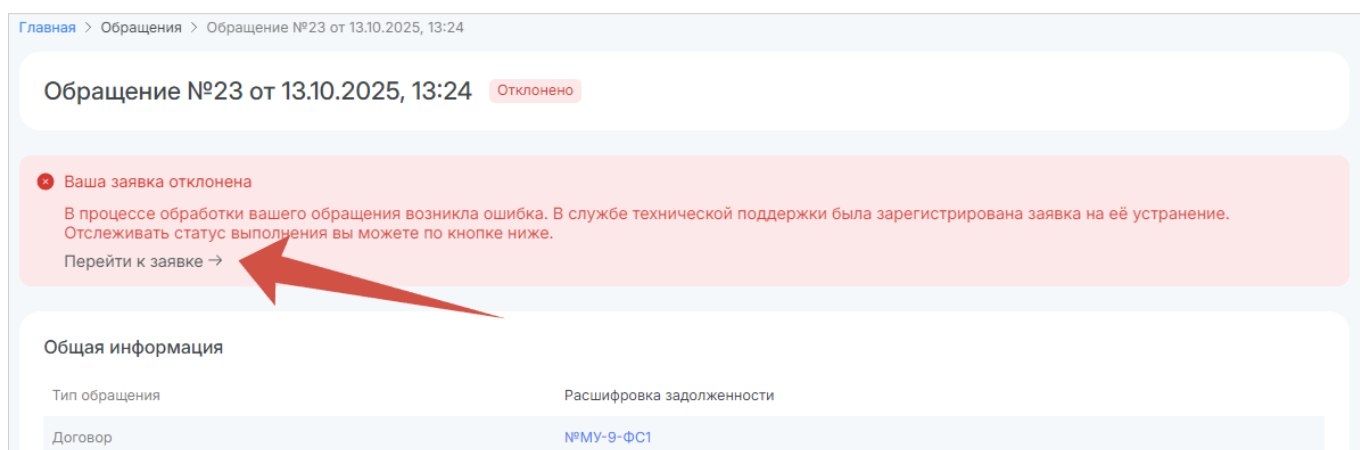 Главная > Обращения > Обращение №23 от 13.10.2025, 13:24
Обращение №23 от 13.10.2025, 13:24 Отклонено
Ваша заявка отклонена
В процессе обработки вашего обращения возникла ошибка. В службе технической поддержки была зарегистрирована заявка на её устранение.
Отслеживать статус выполнения вы можете по кнопке ниже.
Перейти к заявке →
Общая информация
Тип обращения Расшифровка задолженности
Договор №МУ-9-ФС1